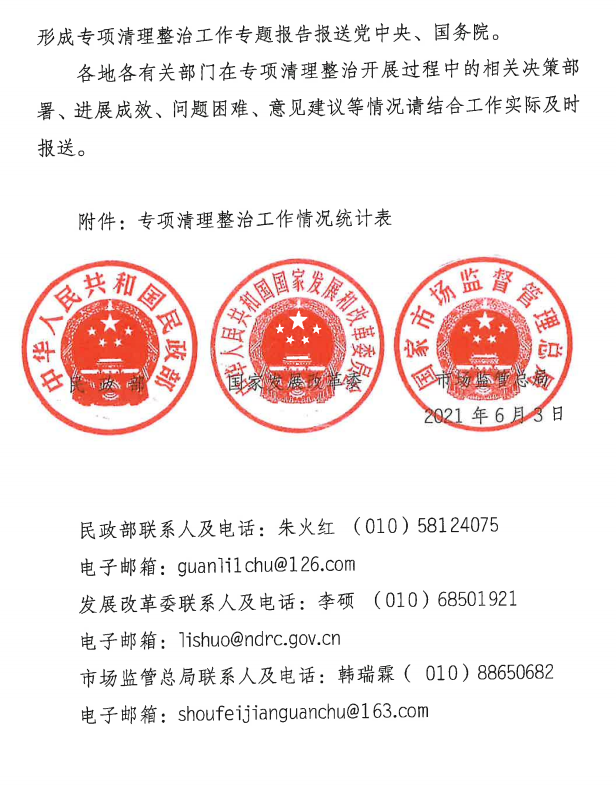 形成专项清理整治工作专题报告报送党中央、国务院。
各地各有关部门在专项清理整治开展过程中的相关决策部
署、进展成效、问题困难、意见建议等情况请结合工作实际及时
报送。
附件：专项清理整治工作情况统计表
中华人民共和国民政部
中华人民共和国国家发展和改革委员会
国家市场监督管理总局
民政部
国家发展改革委
市场监管总局
2021年6月3日
民政部联系人及电话：朱火红 （010）58124075
电子邮箱：guanli1chu@126.com
发展改革委联系人及电话：李硕 （010）68501921
电子邮箱：lishuo@ndrc.gov.cn
市场监管总局联系人及电话：韩瑞霖（ 010）88650682
电子邮箱：shoufeijianguanchu@163.com